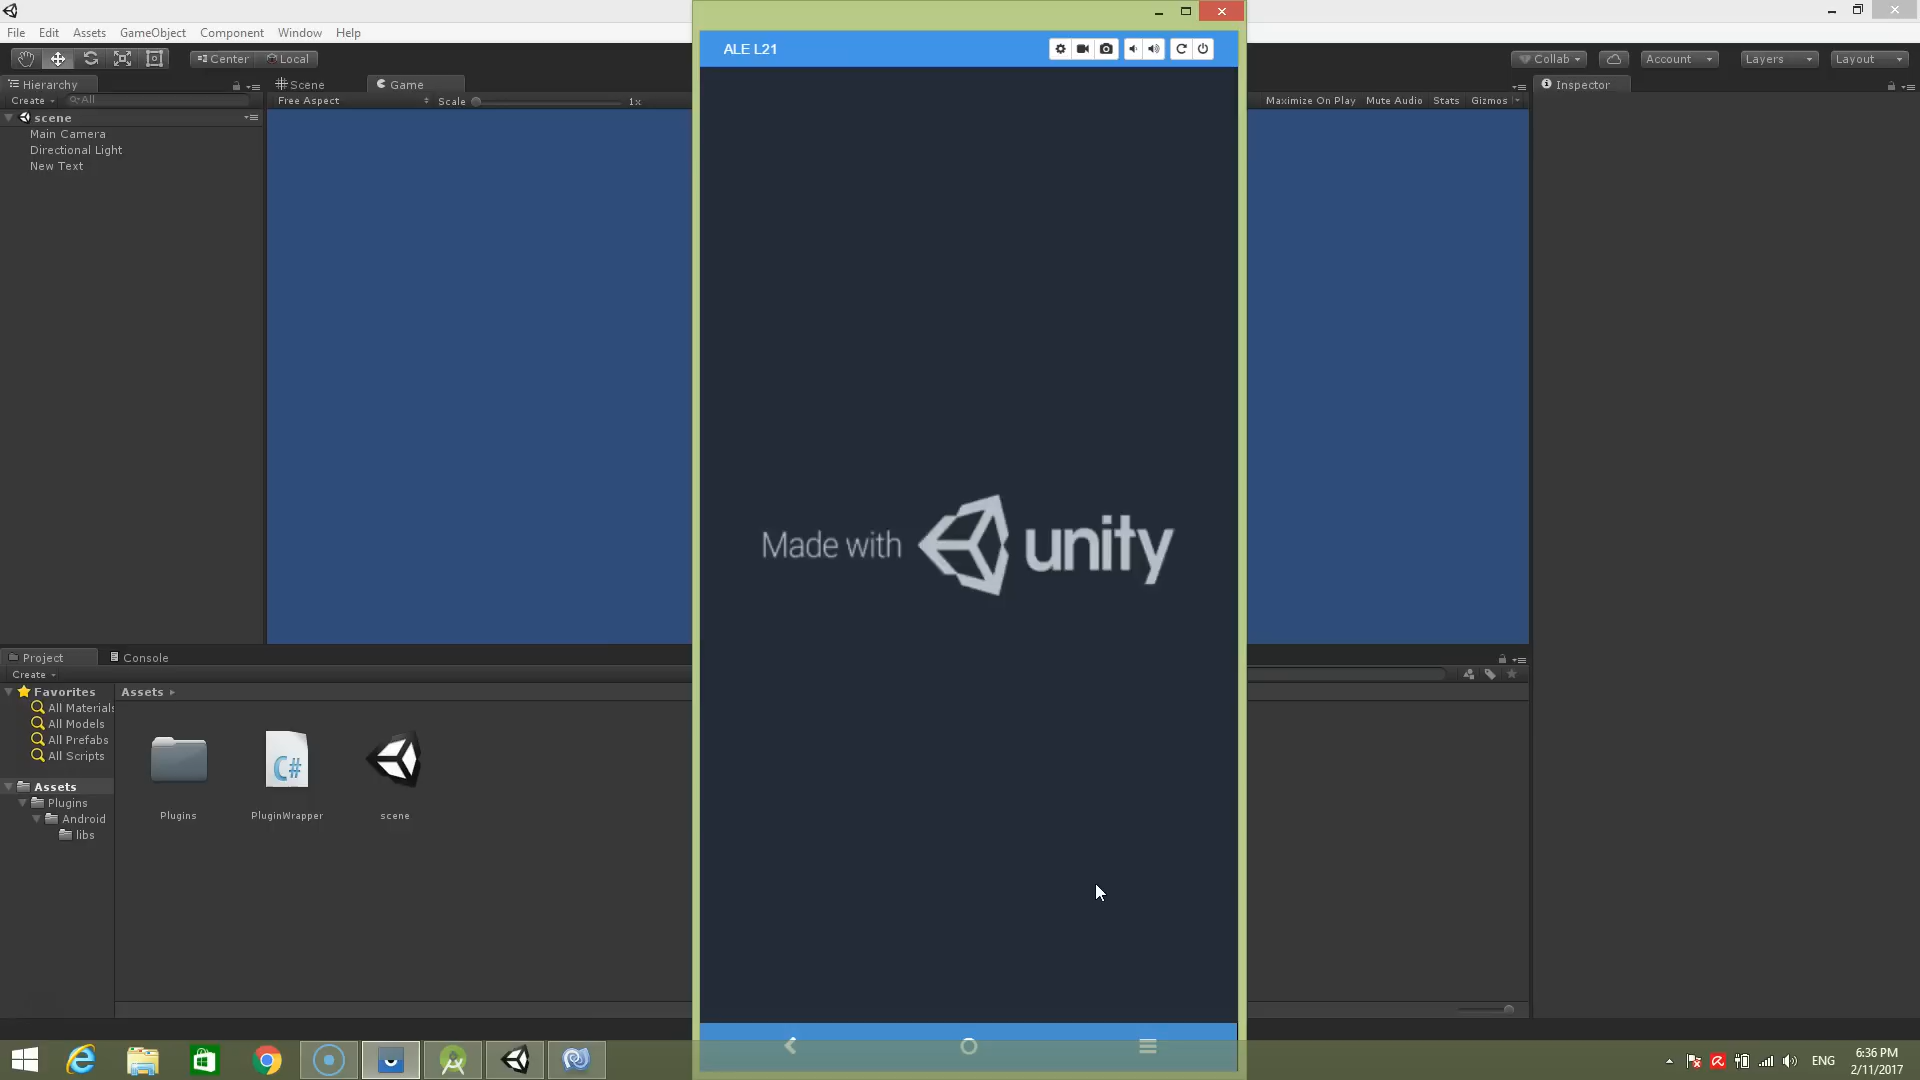 File Edit Assets GameObject Component Window Help
ALE L21
Center Local
Collab Account Layers Layout
Hierarchy
Scene Game
Inspector
Create All
Free Aspect Scale 1x
Maximize On Play Mute Audio Stats Gizmos
scene
Main Camera
Directional Light
New Text
Made with unity
Project Console
Create
Favorites
Assets
All Materials
All Models
All Prefabs
All Scripts
Assets
Plugins
Android
libs
C#
Plugins PluginWrapper scene
ENG
6:36 PM
2/11/2017